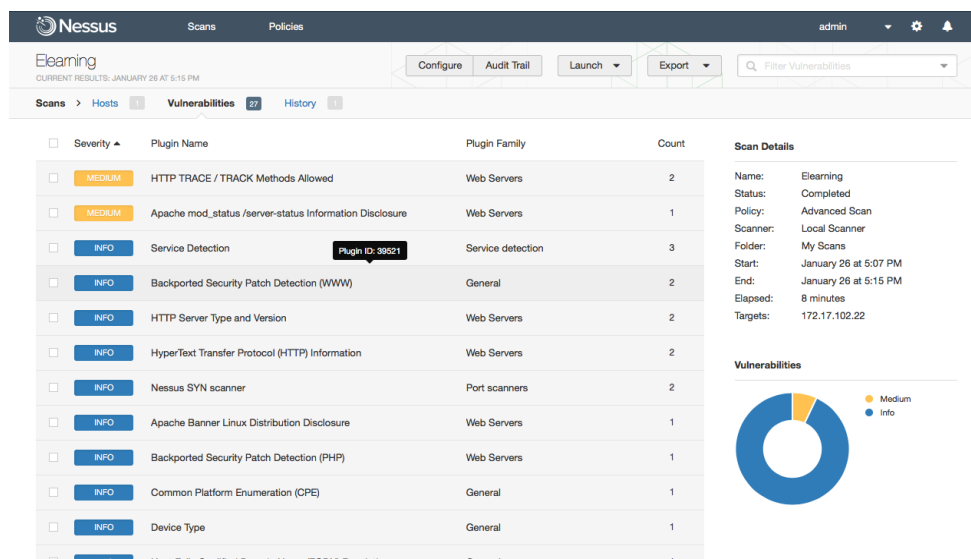 Nessus Scans Policies admin
Elearning
CURRENT RESULTS: JANUARY 26 AT 5:15 PM
Configure Audit Trail Launch Export Filter Vulnerabilities
Scans > Hosts 1 Vulnerabilities 27 History 1
Severity Plugin Name Plugin Family Count
MEDIUM HTTP TRACE / TRACK Methods Allowed Web Servers 2
MEDIUM Apache mod_status /server-status Information Disclosure Web Servers 1
INFO Service Detection Service detection 3
Plugin ID: 39521
INFO Backported Security Patch Detection (WWW) General 2
INFO HTTP Server Type and Version Web Servers 2
INFO HyperText Transfer Protocol (HTTP) Information Web Servers 2
INFO Nessus SYN scanner Port scanners 2
INFO Apache Banner Linux Distribution Disclosure Web Servers 1
INFO Backported Security Patch Detection (PHP) Web Servers 1
INFO Common Platform Enumeration (CPE) General 1
INFO Device Type General 1
Scan Details
Name: Elearning
Status: Completed
Policy: Advanced Scan
Scanner: Local Scanner
Folder: My Scans
Start: January 26 at 5:07 PM
End: January 26 at 5:15 PM
Elapsed: 8 minutes
Targets: 172.17.102.22
Vulnerabilities
Medium
Info